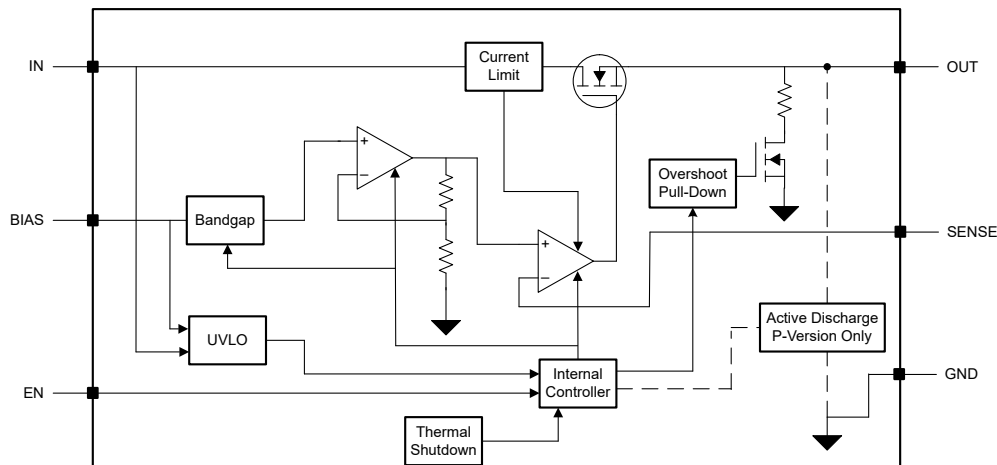 IN
Current
Limit
OUT
+
−
Overshoot
Pull-Down
BIAS
Bandgap
SENSE
+
−
Active Discharge
P-Version Only
UVLO
Internal
Controller
GND
EN
Thermal
Shutdown